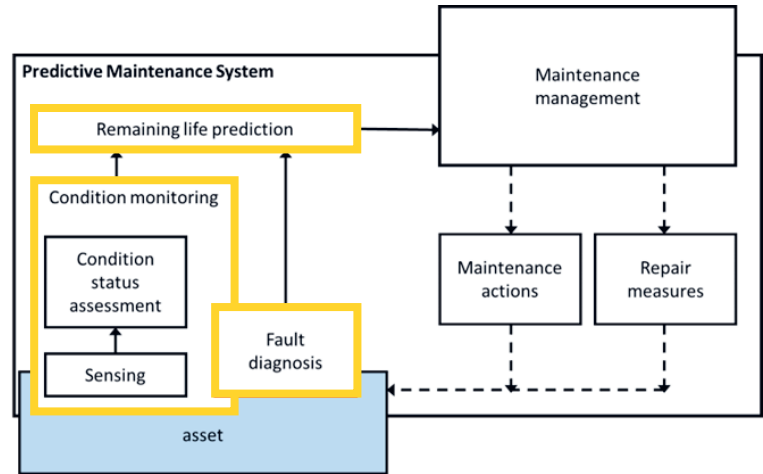 Predictive Maintenance System
Maintenance
management
Remaining life prediction
Condition monitoring
Condition
status
assessment
Sensing
Fault
diagnosis
Maintenance
actions
Repair
measures
asset